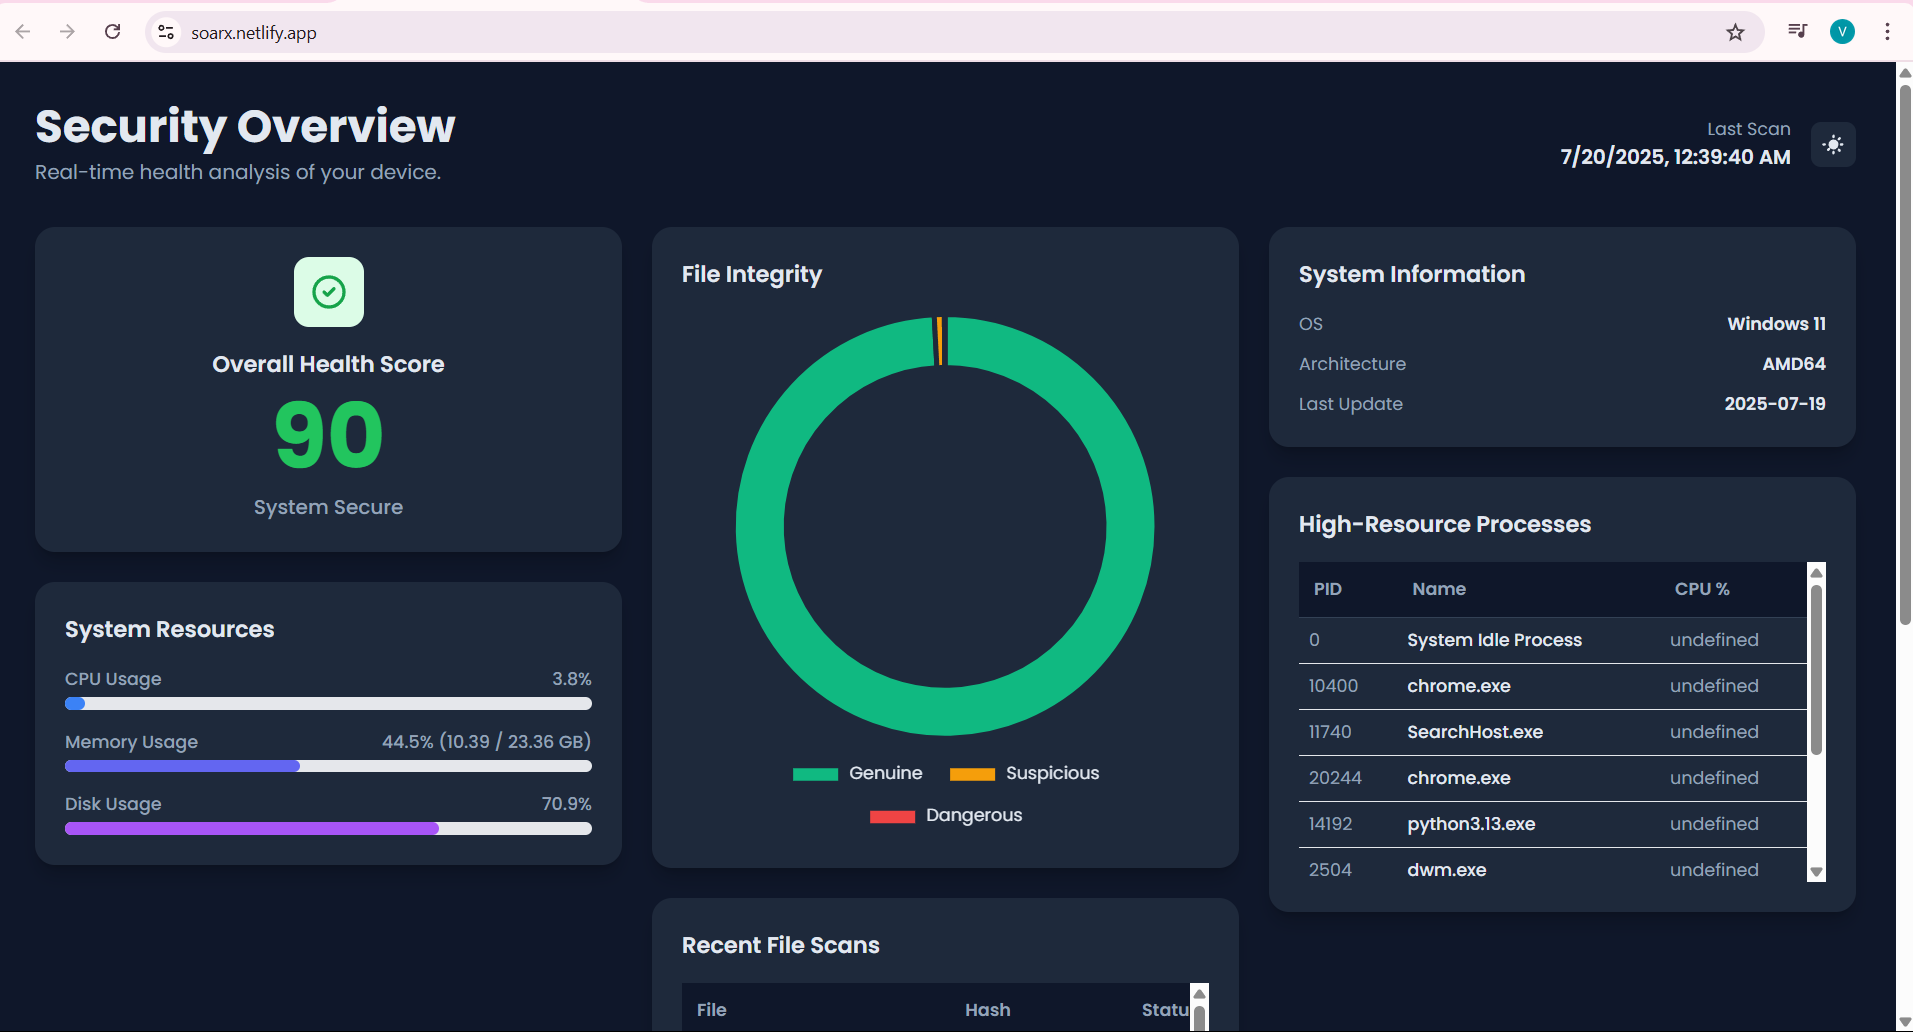 soarx.netlify.app
V
Security Overview
Real-time health analysis of your device.
Last Scan
7/20/2025, 12:39:40 AM
Overall Health Score
90
System Secure
System Resources
CPU Usage 3.8%
Memory Usage 44.5% (10.39 / 23.36 GB)
Disk Usage 70.9%
File Integrity
Genuine Suspicious
Dangerous
Recent File Scans
File Hash Statu
System Information
OS Windows 11
Architecture AMD64
Last Update 2025-07-19
High-Resource Processes
PID Name CPU %
0 System Idle Process undefined
10400 chrome.exe undefined
11740 SearchHost.exe undefined
20244 chrome.exe undefined
14192 python3.13.exe undefined
2504 dwm.exe undefined